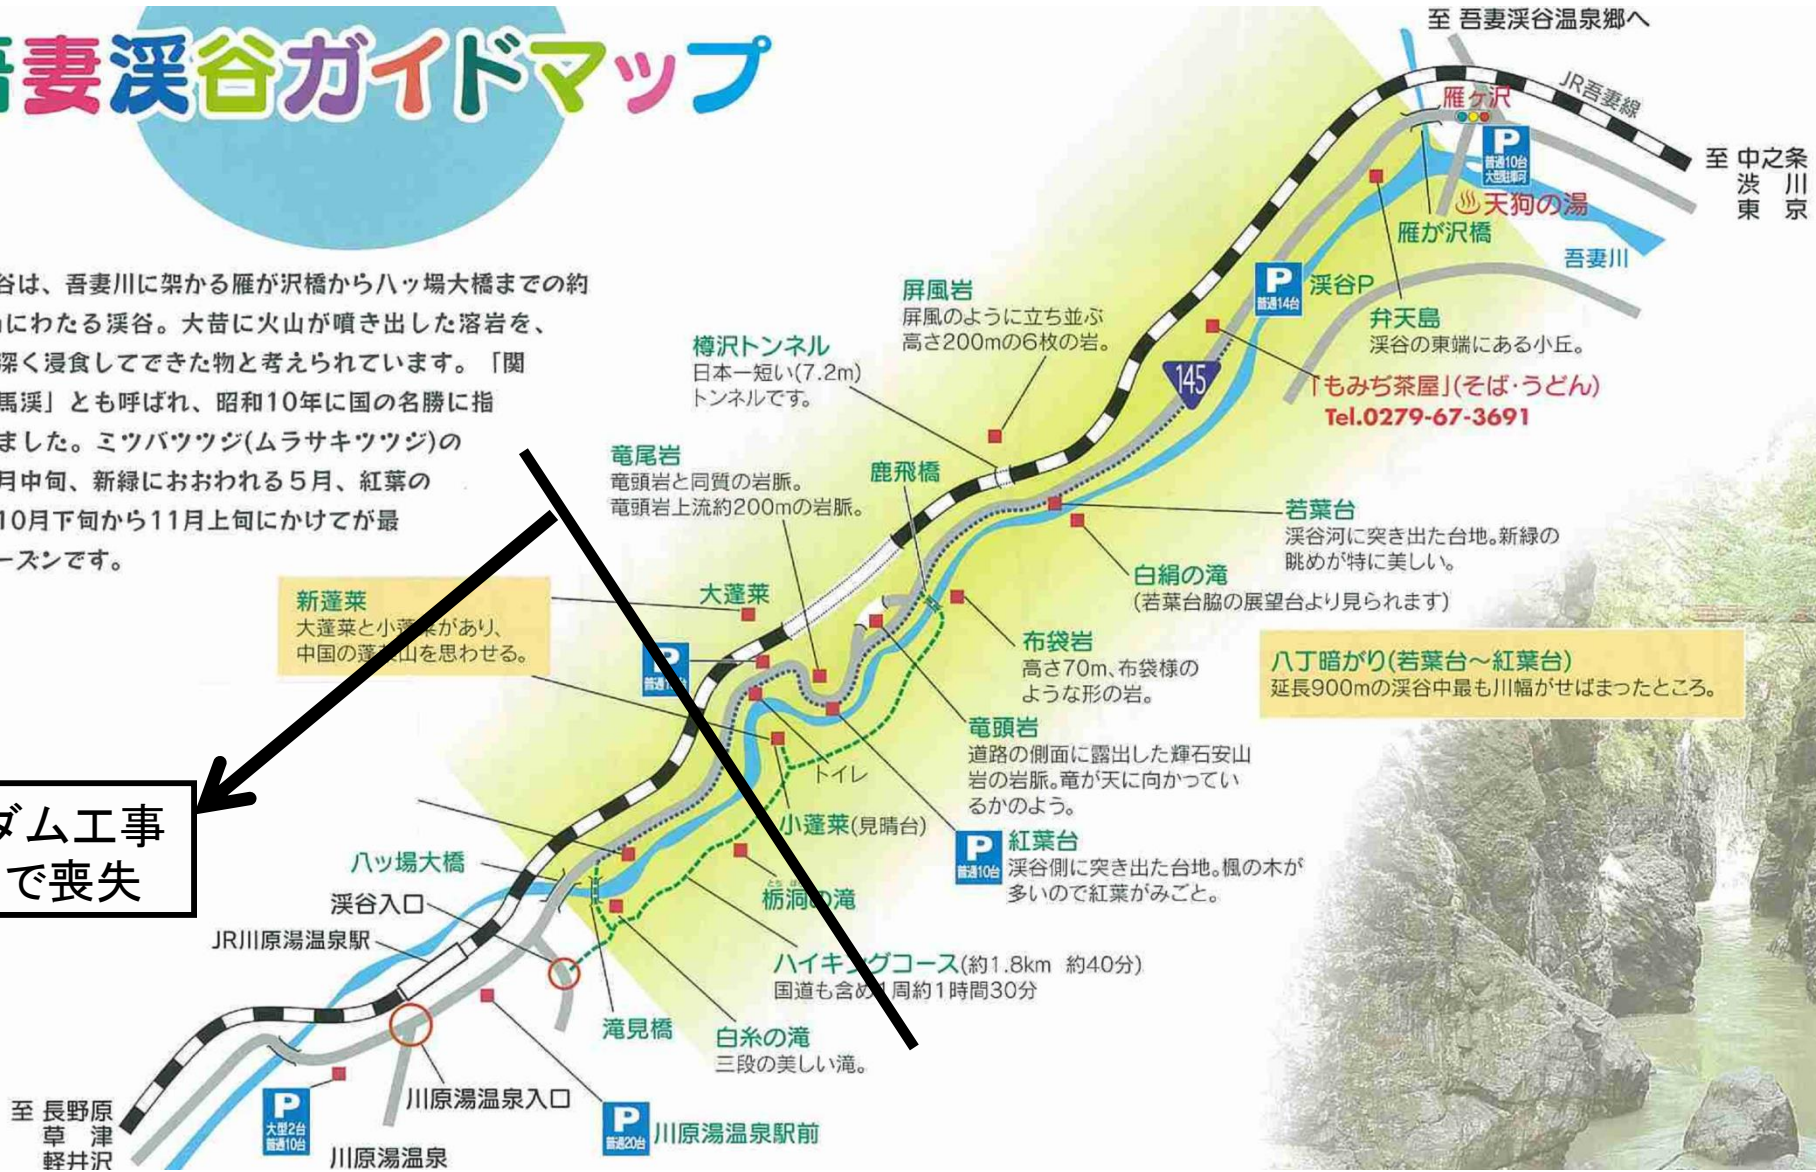 吾妻渓谷ガイドマップ
谷は、吾妻川に架かる雁が沢橋から八ッ場大橋までの約
にわたる渓谷。大昔に火山が噴き出した溶岩を、
深く浸食してできた物と考えられています。「関
馬渓」とも呼ばれ、昭和10年に国の名勝に指
ました。ミツバツツジ(ムラサキツツジ)の
月中旬、新緑におおわれる5月、紅葉の
10月下旬から11月上旬にかけてが最
ーズンです。
至 吾妻渓谷温泉郷へ
JR吾妻線
雁ヶ沢
P
普通10台
大型駐車可
至 中之条
渋川
東京
天狗の湯
雁が沢橋
吾妻川
P
普通14台
渓谷P
弁天島
渓谷の東端にある小丘。
「もみぢ茶屋」(そば・うどん)
Tel.0279-67-3691
145
屏風岩
屏風のように立ち並ぶ
高さ200mの6枚の岩。
樽沢トンネル
日本一短い(7.2m)
トンネルです。
竜尾岩
竜頭岩と同質の岩脈。
竜頭岩上流約200mの岩脈。
鹿飛橋
若葉台
渓谷河に突き出た台地。新緑の
眺めが特に美しい。
白絹の滝
(若葉台脇の展望台より見られます)
新蓬莱
大蓬莱と小蓬莱があり、
中国の蓬莱山を思わせる。
大蓬莱
P
布袋岩
高さ70m、布袋様の
ような形の岩。
八丁暗がり(若葉台～紅葉台)
延長900mの渓谷中最も川幅がせばまったところ。
竜頭岩
道路の側面に露出した輝石安山
岩の岩脈。竜が天に向かってい
るかのよう。
トイレ
小蓬莱(見晴台)
P
普通10台
紅葉台
渓谷側に突き出た台地。楓の木が
多いので紅葉がみごと。
ダム工事
で喪失
八ッ場大橋
渓谷入口
JR川原湯温泉駅
栃洞の滝
ハイキングコース(約1.8km 約40分)
国道も含め1周約1時間30分
滝見橋
白糸の滝
三段の美しい滝。
至 長野原
草津
軽井沢
P
大型2台
普通10台
川原湯温泉入口
川原湯温泉
P
普通20台
川原湯温泉駅前